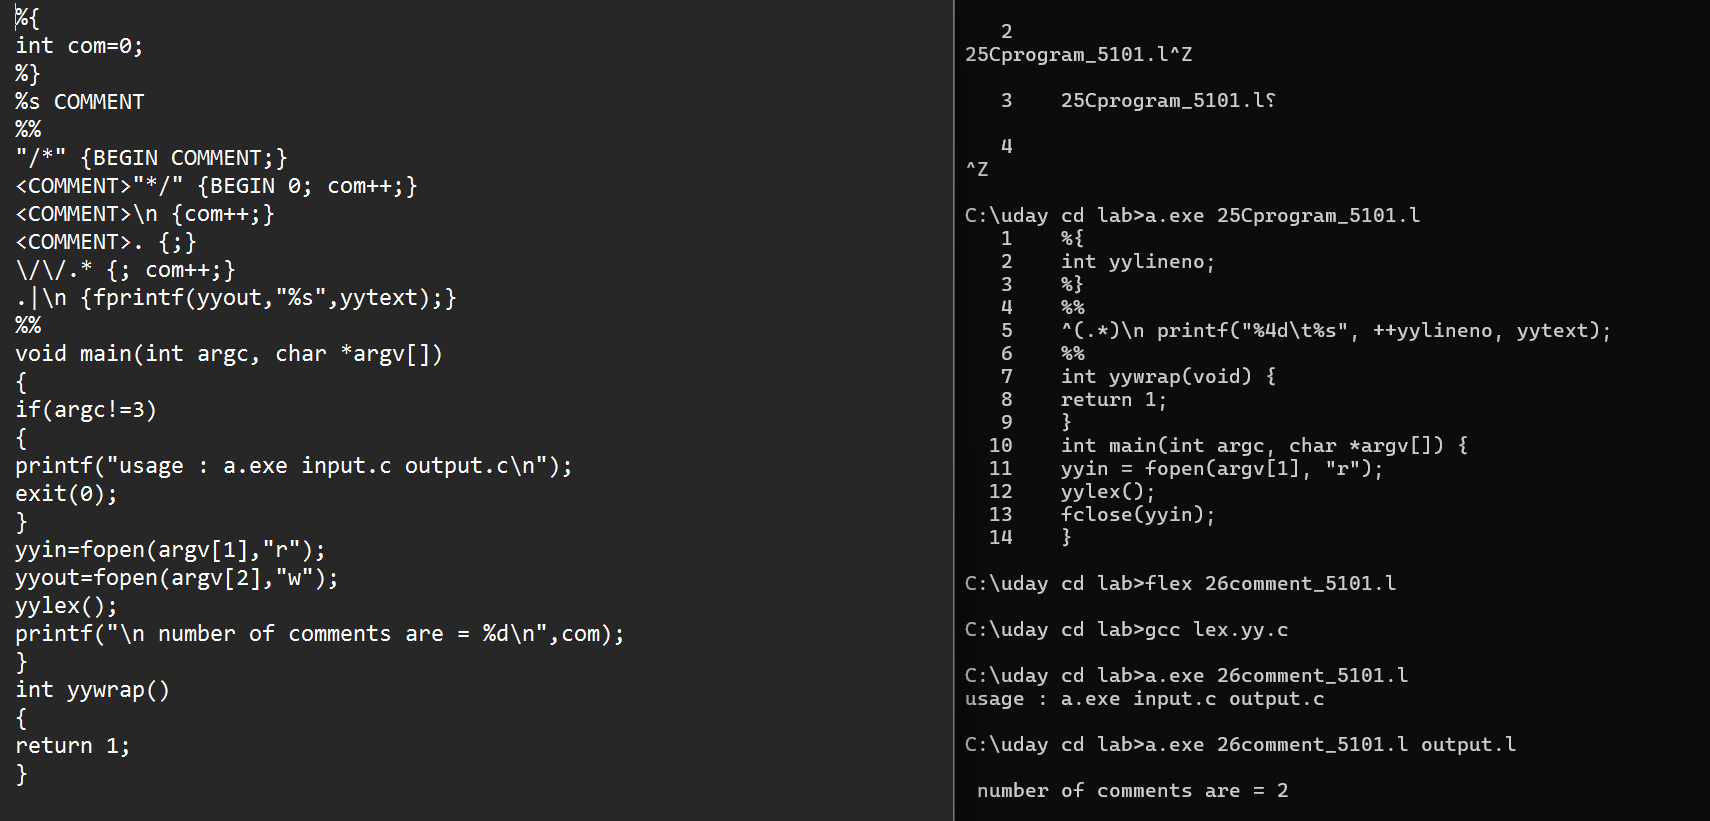 %{
int com=0;
%}
%s COMMENT
%%
"/*" {BEGIN COMMENT;}
<COMMENT>"*/" {BEGIN 0; com++;}
<COMMENT>\n {com++;}
<COMMENT>. {;}
\/\/.* {; com++;}
.|\n {fprintf(yyout,"%s",yytext);}
%%
void main(int argc, char *argv[])
{
if(argc!=3)
{
printf("usage : a.exe input.c output.c\n");
exit(0);
}
yyin=fopen(argv[1],"r");
yyout=fopen(argv[2],"w");
yylex();
printf("\n number of comments are = %d\n",com);
}
int yywrap()
{
return 1;
}
2
25Cprogram_5101.l^Z
3    25Cprogram_5101.l␦
4
^Z
C:\uday cd lab>a.exe 25Cprogram_5101.l
1    %{
2    int yylineno;
3    %}
4    %%
5    ^(.*)\n printf("%4d\t%s", ++yylineno, yytext);
6    %%
7    int yywrap(void) {
8    return 1;
9    }
10    int main(int argc, char *argv[]) {
11    yyin = fopen(argv[1], "r");
12    yylex();
13    fclose(yyin);
14    }
C:\uday cd lab>flex 26comment_5101.l
C:\uday cd lab>gcc lex.yy.c
C:\uday cd lab>a.exe 26comment_5101.l
usage : a.exe input.c output.c
C:\uday cd lab>a.exe 26comment_5101.l output.l
number of comments are = 2